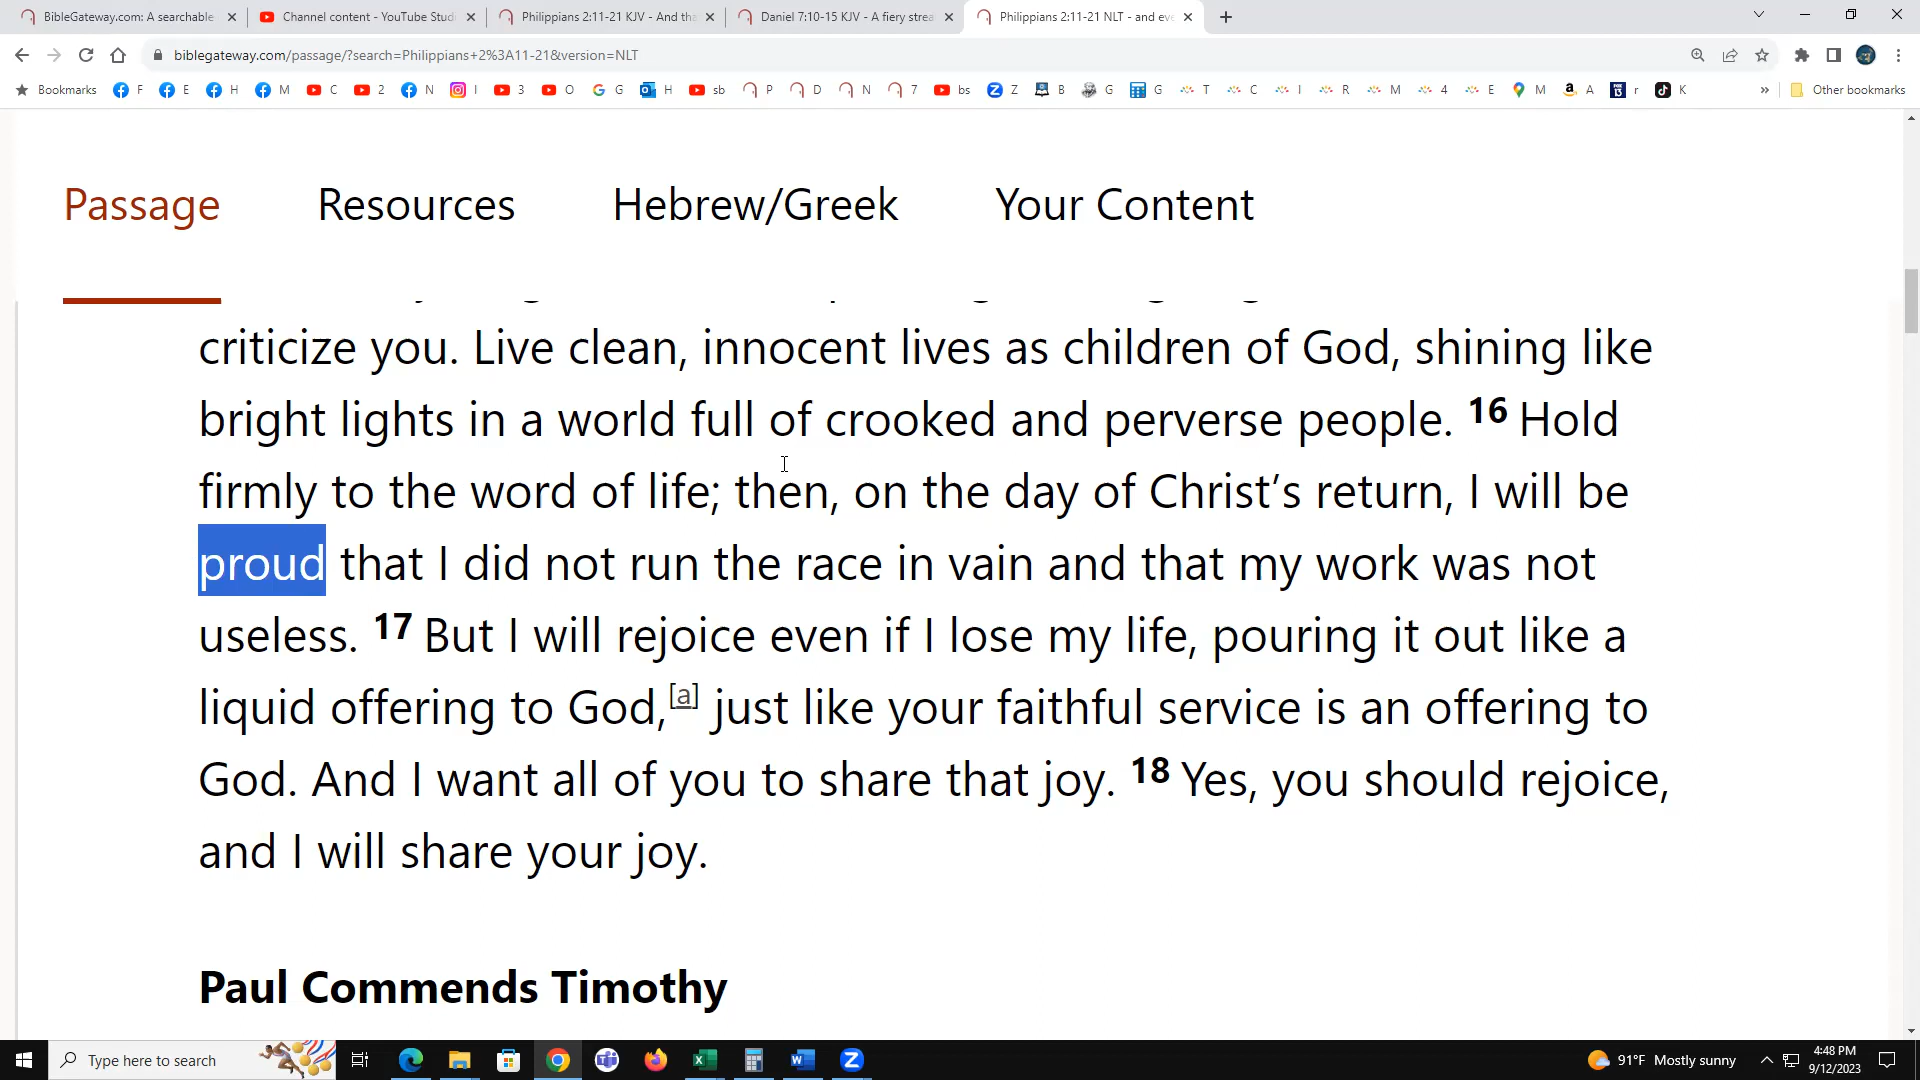 BibleGateway.com: A searchable
Channel content - YouTube Stud
Philippians 2:11-21 KJV - And tha
Daniel 7:10-15 KJV - A fiery strea
Philippians 2:11-21 NLT - and eve
biblegateway.com/passage/?search=Philippians+2%3A11-21&version=NLT
Bookmarks F E H M C 2 N I 3 O G H sb P D N 7 bs Z B G G T C I R M 4 E M A r K » Other bookmarks
Passage Resources Hebrew/Greek Your Content
criticize you. Live clean, innocent lives as children of God, shining like
bright lights in a world full of crooked and perverse people. 16 Hold
firmly to the word of life; then, on the day of Christ’s return, I will be
proud that I did not run the race in vain and that my work was not
useless. 17 But I will rejoice even if I lose my life, pouring it out like a
liquid offering to God,[a] just like your faithful service is an offering to
God. And I want all of you to share that joy. 18 Yes, you should rejoice,
and I will share your joy.
Paul Commends Timothy
Type here to search
91°F Mostly sunny
4:48 PM
9/12/2023